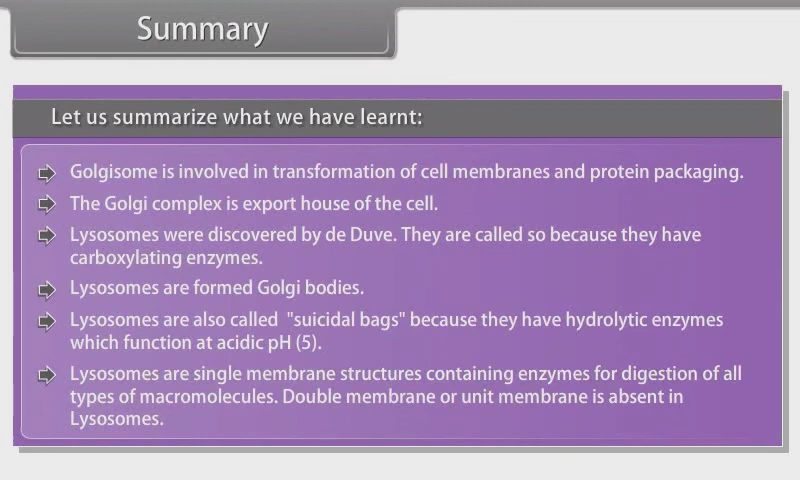 Summary
Let us summarize what we have learnt:
Golgisome is involved in transformation of cell membranes and protein packaging.
The Golgi complex is export house of the cell.
Lysosomes were discovered by de Duve. They are called so because they have
carboxylating enzymes.
Lysosomes are formed Golgi bodies.
Lysosomes are also called  "suicidal bags" because they have hydrolytic enzymes
which function at acidic pH (5).
Lysosomes are single membrane structures containing enzymes for digestion of all
types of macromolecules. Double membrane or unit membrane is absent in
Lysosomes.